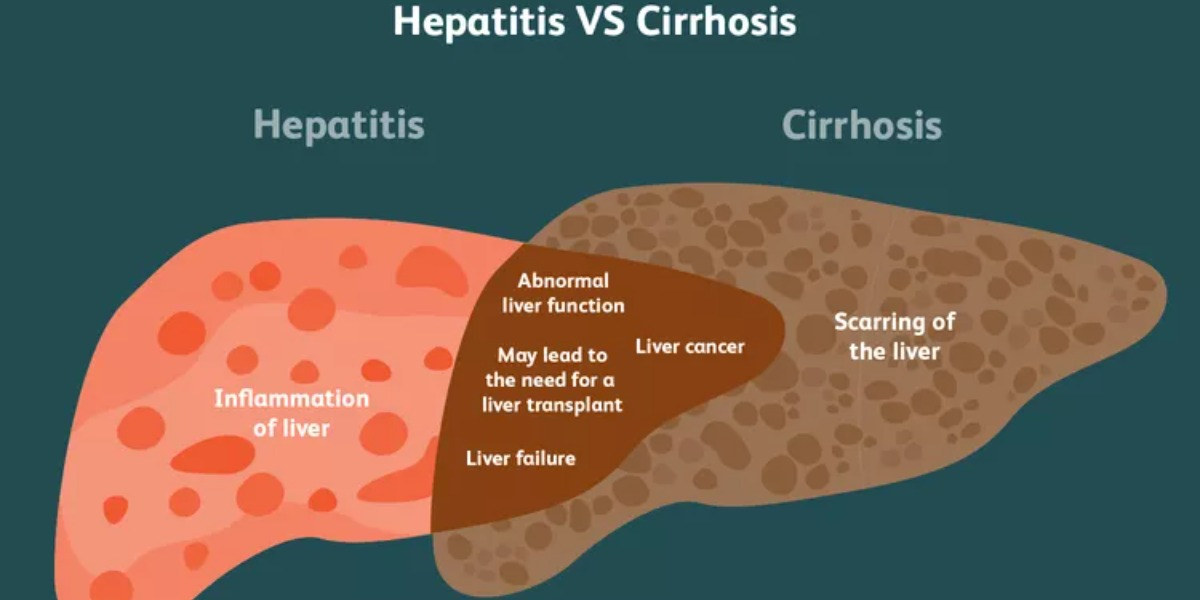 Hepatitis VS Cirrhosis
Hepatitis
Cirrhosis
Inflammation
of liver
Abnormal
liver function
Liver cancer
May lead to
the need for a
liver transplant
Liver failure
Scarring of
the liver